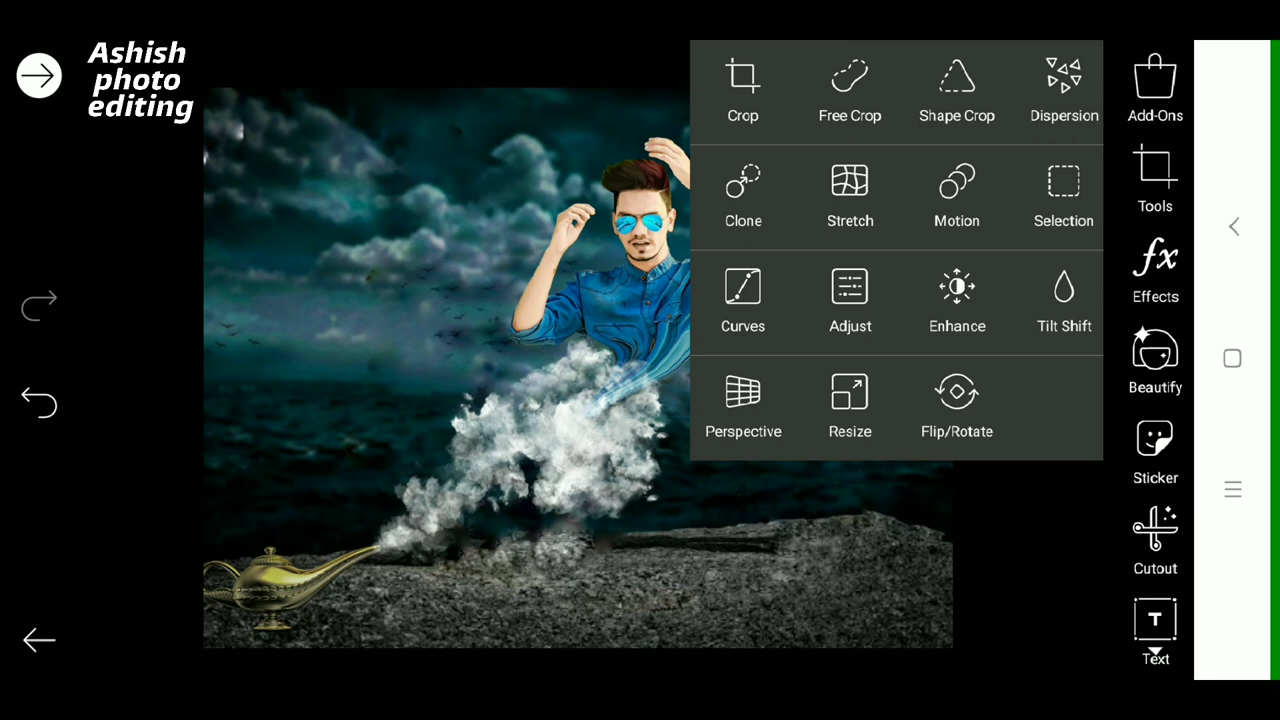 Ashish
photo
editing
Crop
Free Crop
Shape Crop
Dispersion
Clone
Stretch
Motion
Selection
Curves
Adjust
Enhance
Tilt Shift
Perspective
Resize
Flip/Rotate
Add-Ons
Tools
fx
Effects
Beautify
Sticker
Cutout
T
Text